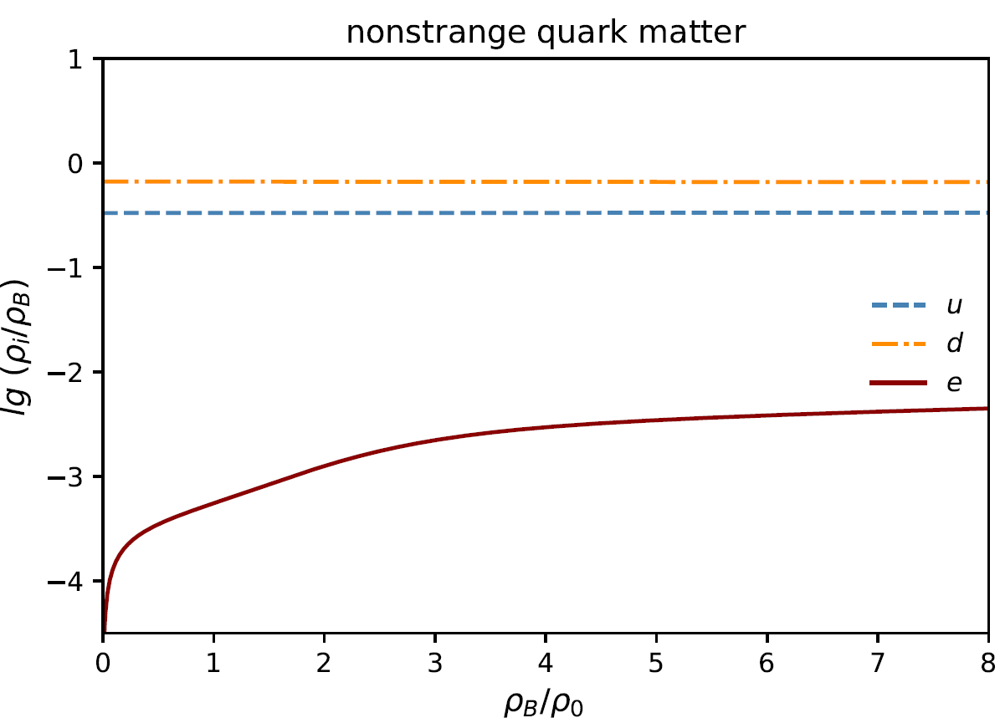 nonstrange quark matter
1
0
−1
−2
−3
−4
lg (ρi/ρB)
u
d
e
0 1 2 3 4 5 6 7 8
ρB/ρ0